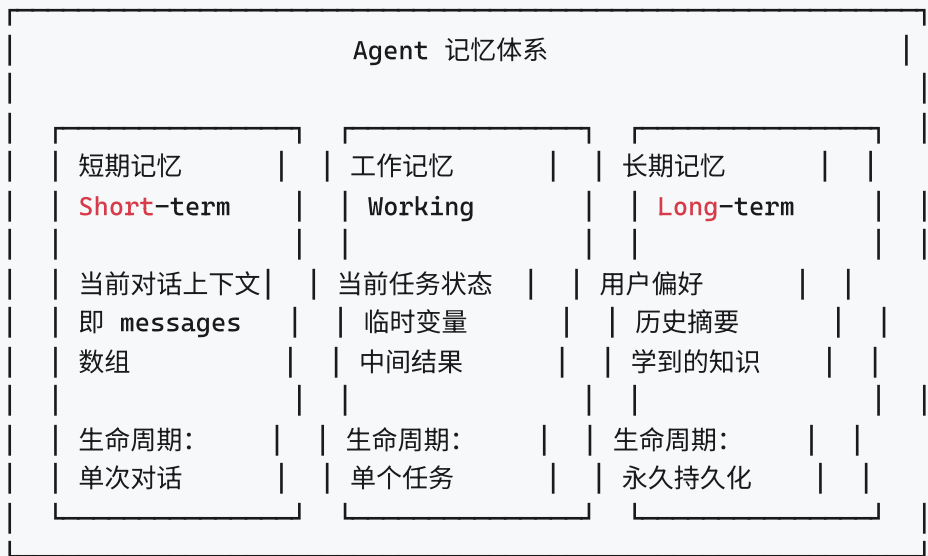 Agent 记忆体系
短期记忆 工作记忆 长期记忆
Short-term Working Long-term
当前对话上下文 当前任务状态 用户偏好
即 messages 临时变量 历史摘要
数组 中间结果 学到的知识
生命周期： 生命周期： 生命周期：
单次对话 单个任务 永久持久化